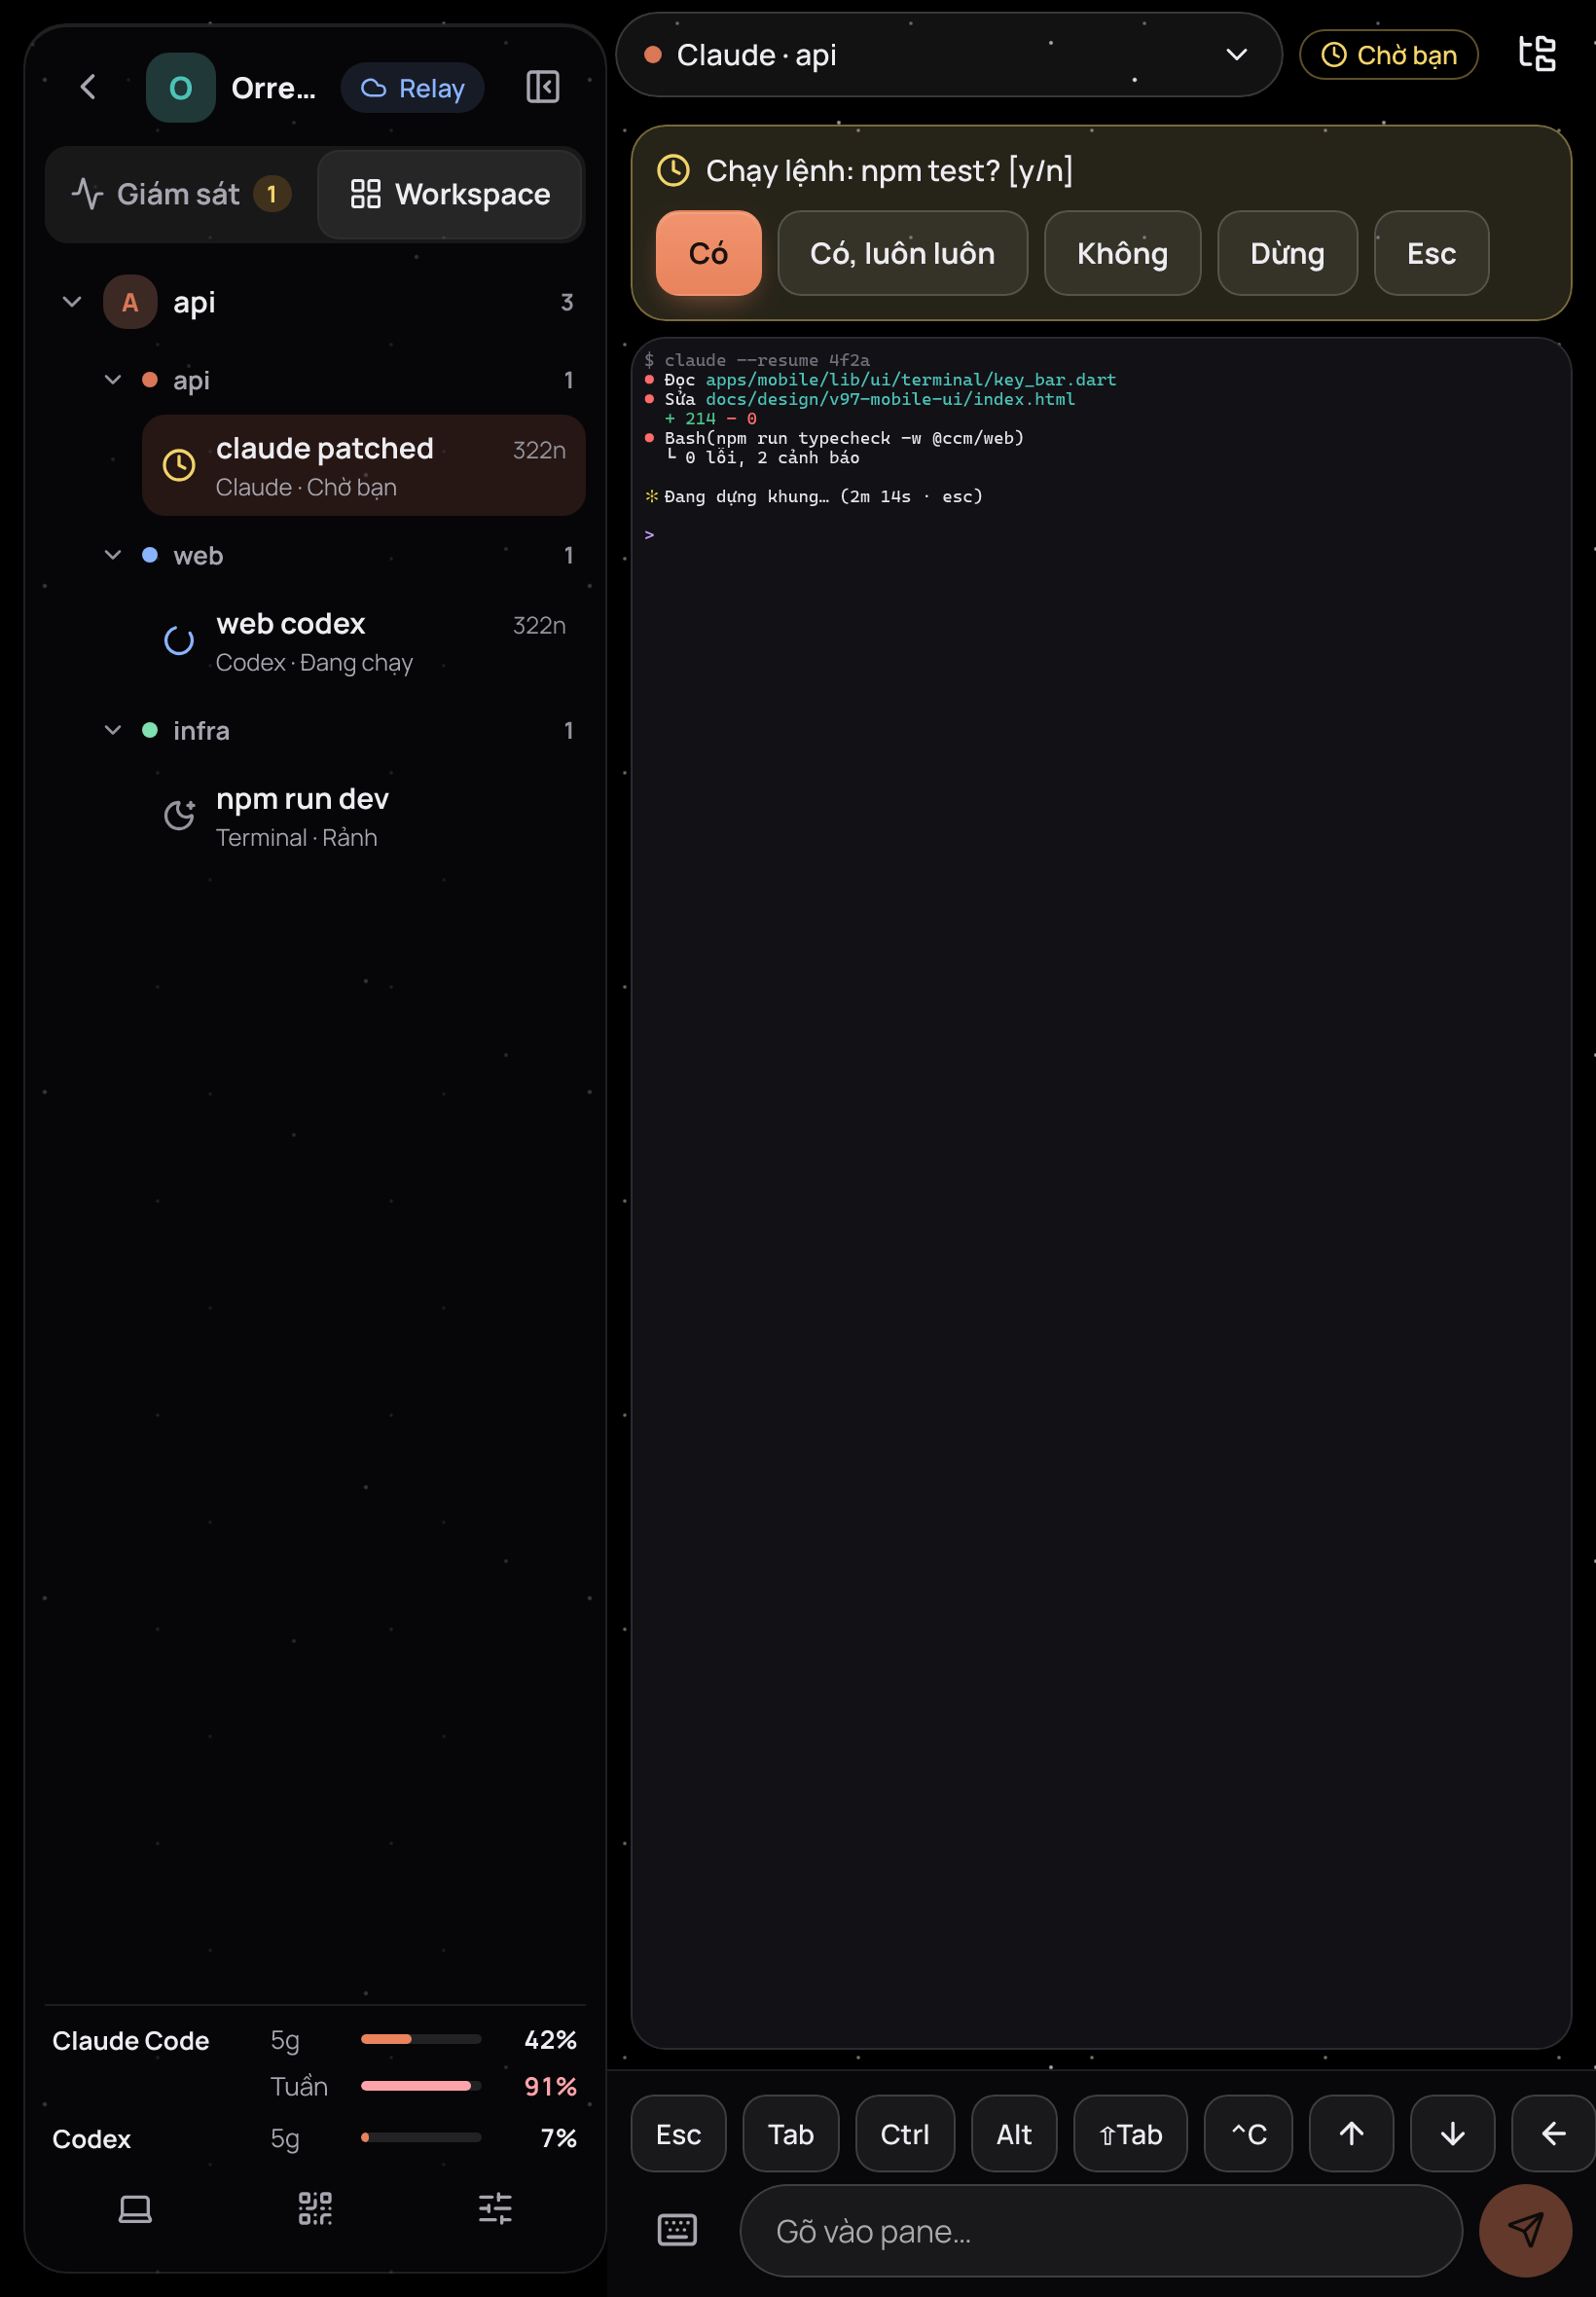 O Orre... Relay
Giám sát 1 Workspace
A api 3
api 1
claude patched 322n
Claude · Chờ bạn
web 1
web codex 322n
Codex · Đang chạy
infra 1
npm run dev
Terminal · Rảnh
Claude Code 5g 42%
Tuần 91%
Codex 5g 7%
Claude · api Chờ bạn
Chạy lệnh: npm test? [y/n]
Có Có, luôn luôn Không Dừng Esc
$ claude --resume 4f2a
● Đọc apps/mobile/lib/ui/terminal/key_bar.dart
● Sửa docs/design/v97-mobile-ui/index.html
+ 214 - 0
● Bash(npm run typecheck -w @ccm/web)
└ 0 lỗi, 2 cảnh báo
✻ Đang dựng khung… (2m 14s · esc)
>
Esc Tab Ctrl Alt ⇧Tab ^C ↑ ↓ ←
Gõ vào pane...